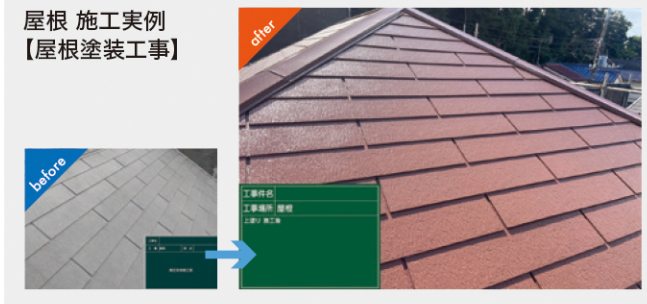 屋根 施工実例
【屋根塗装工事】
after
before
工事件名
工事場所 屋根
上塗り 施工後